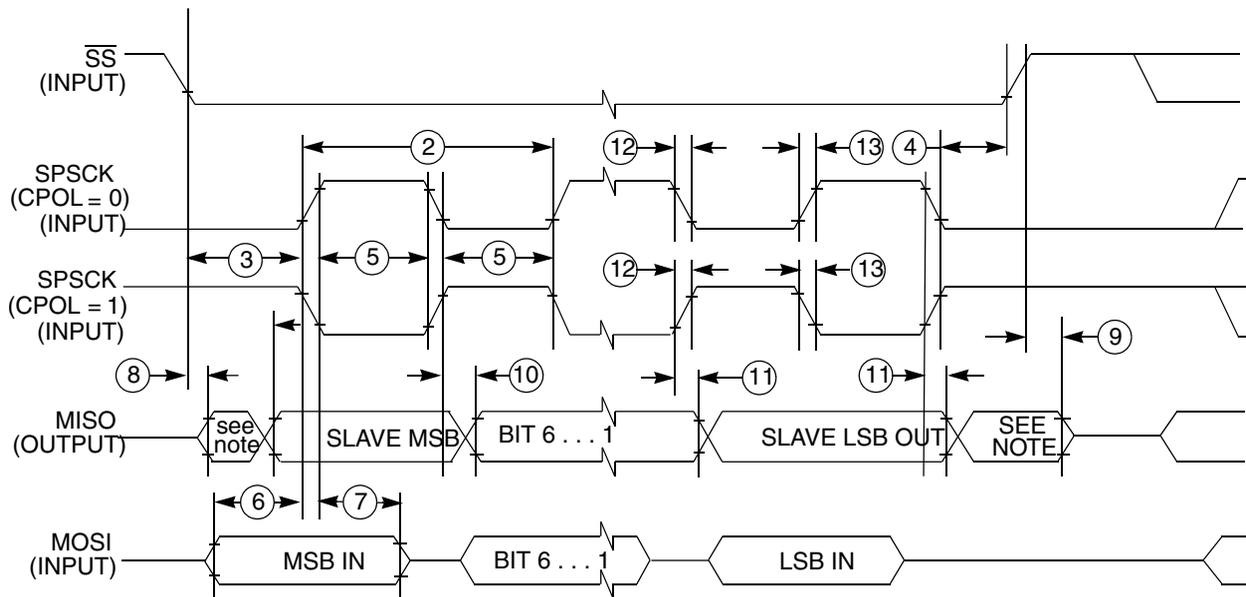 SS
(INPUT)
2
12
13
4
SPSCK
(CPOL = 0)
(INPUT)
3
5
5
12
13
SPSCK
(CPOL = 1)
(INPUT)
9
8
10
11
11
MISO
(OUTPUT)
see
note
SLAVE MSB
BIT 6 . . . 1
SLAVE LSB OUT
SEE
NOTE
6
7
MOSI
(INPUT)
MSB IN
BIT 6 . . . 1
LSB IN